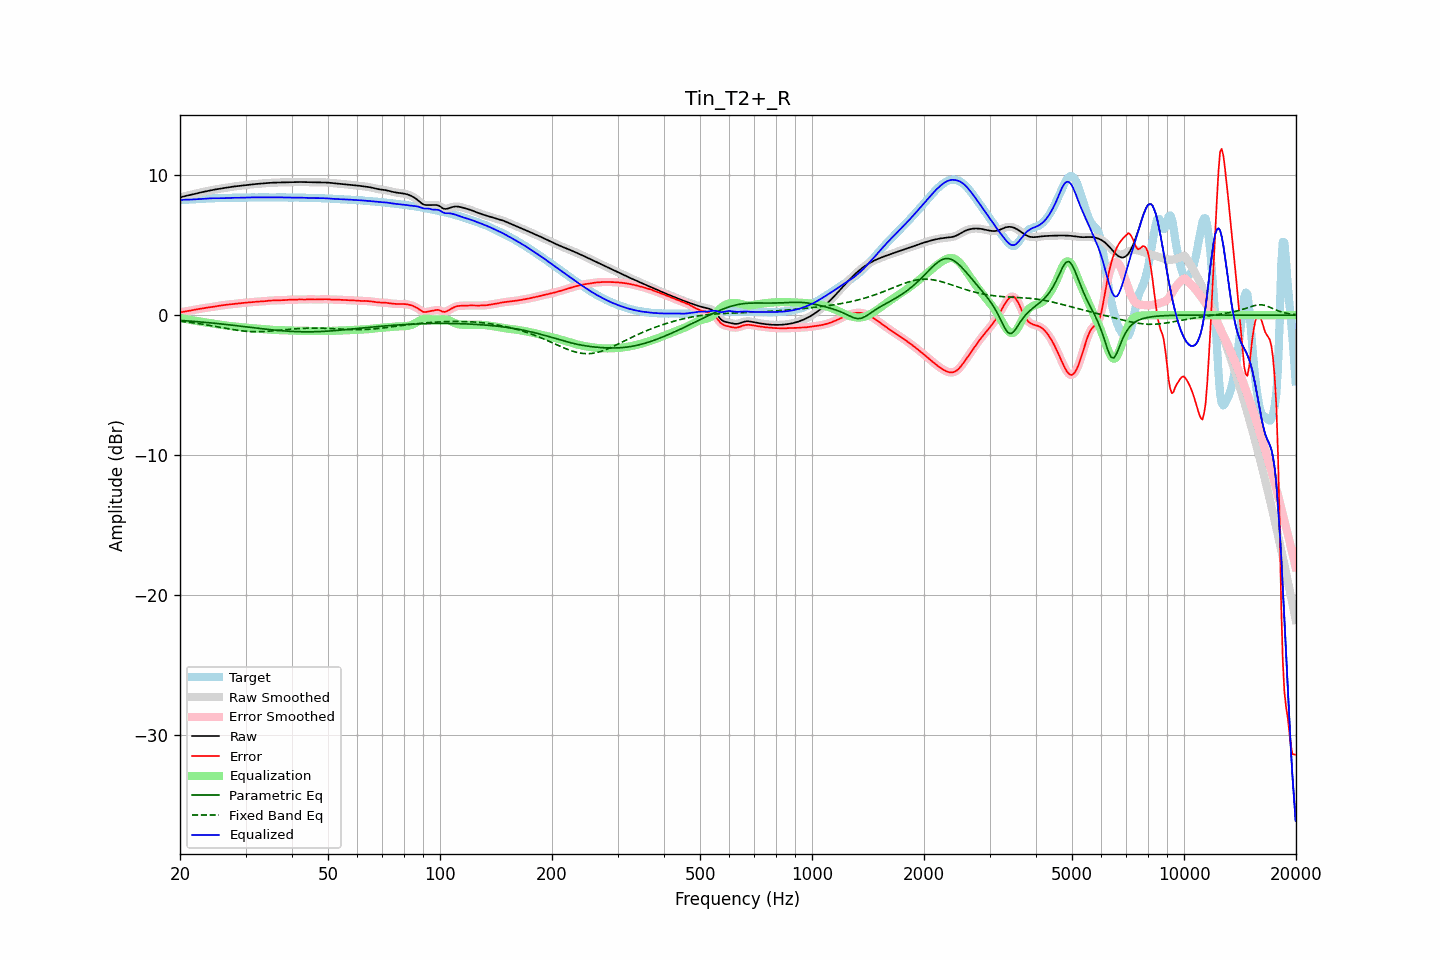 Tin_T2+_R
Amplitude (dBr)
10
0
−10
−20
−30
Target
Raw Smoothed
Error Smoothed
Raw
Error
Equalization
Parametric Eq
Fixed Band Eq
Equalized
20 50 100 200 500 1000 2000 5000 10000 20000
Frequency (Hz)